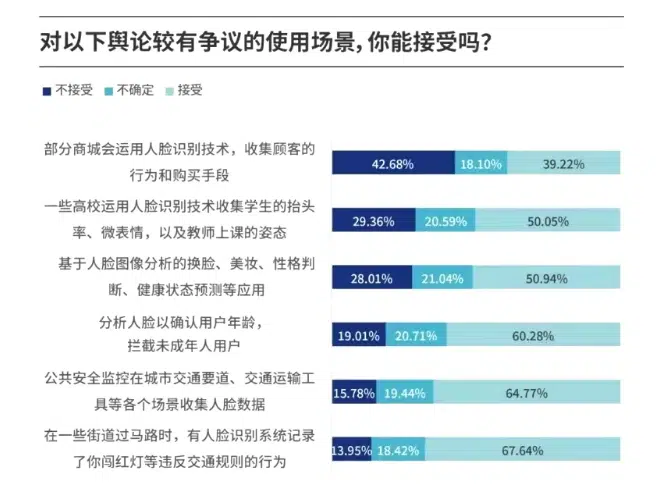 对以下舆论较有争议的使用场景,你能接受吗?
不接受 不确定 接受
部分商城会运用人脸识别技术，收集顾客的
行为和购买手段
42.68% 18.10% 39.22%
一些高校运用人脸识别技术收集学生的抬头
率、微表情，以及教师上课的姿态
29.36% 20.59% 50.05%
基于人脸图像分析的换脸、美妆、性格判
断、健康状态预测等应用
28.01% 21.04% 50.94%
分析人脸以确认用户年龄，
拦截未成年人用户
19.01% 20.71% 60.28%
公共安全监控在城市交通要道、交通运输工
具等各个场景收集人脸数据
15.78% 19.44% 64.77%
在一些街道过马路时，有人脸识别系统记录
了你闯红灯等违反交通规则的行为
13.95% 18.42% 67.64%